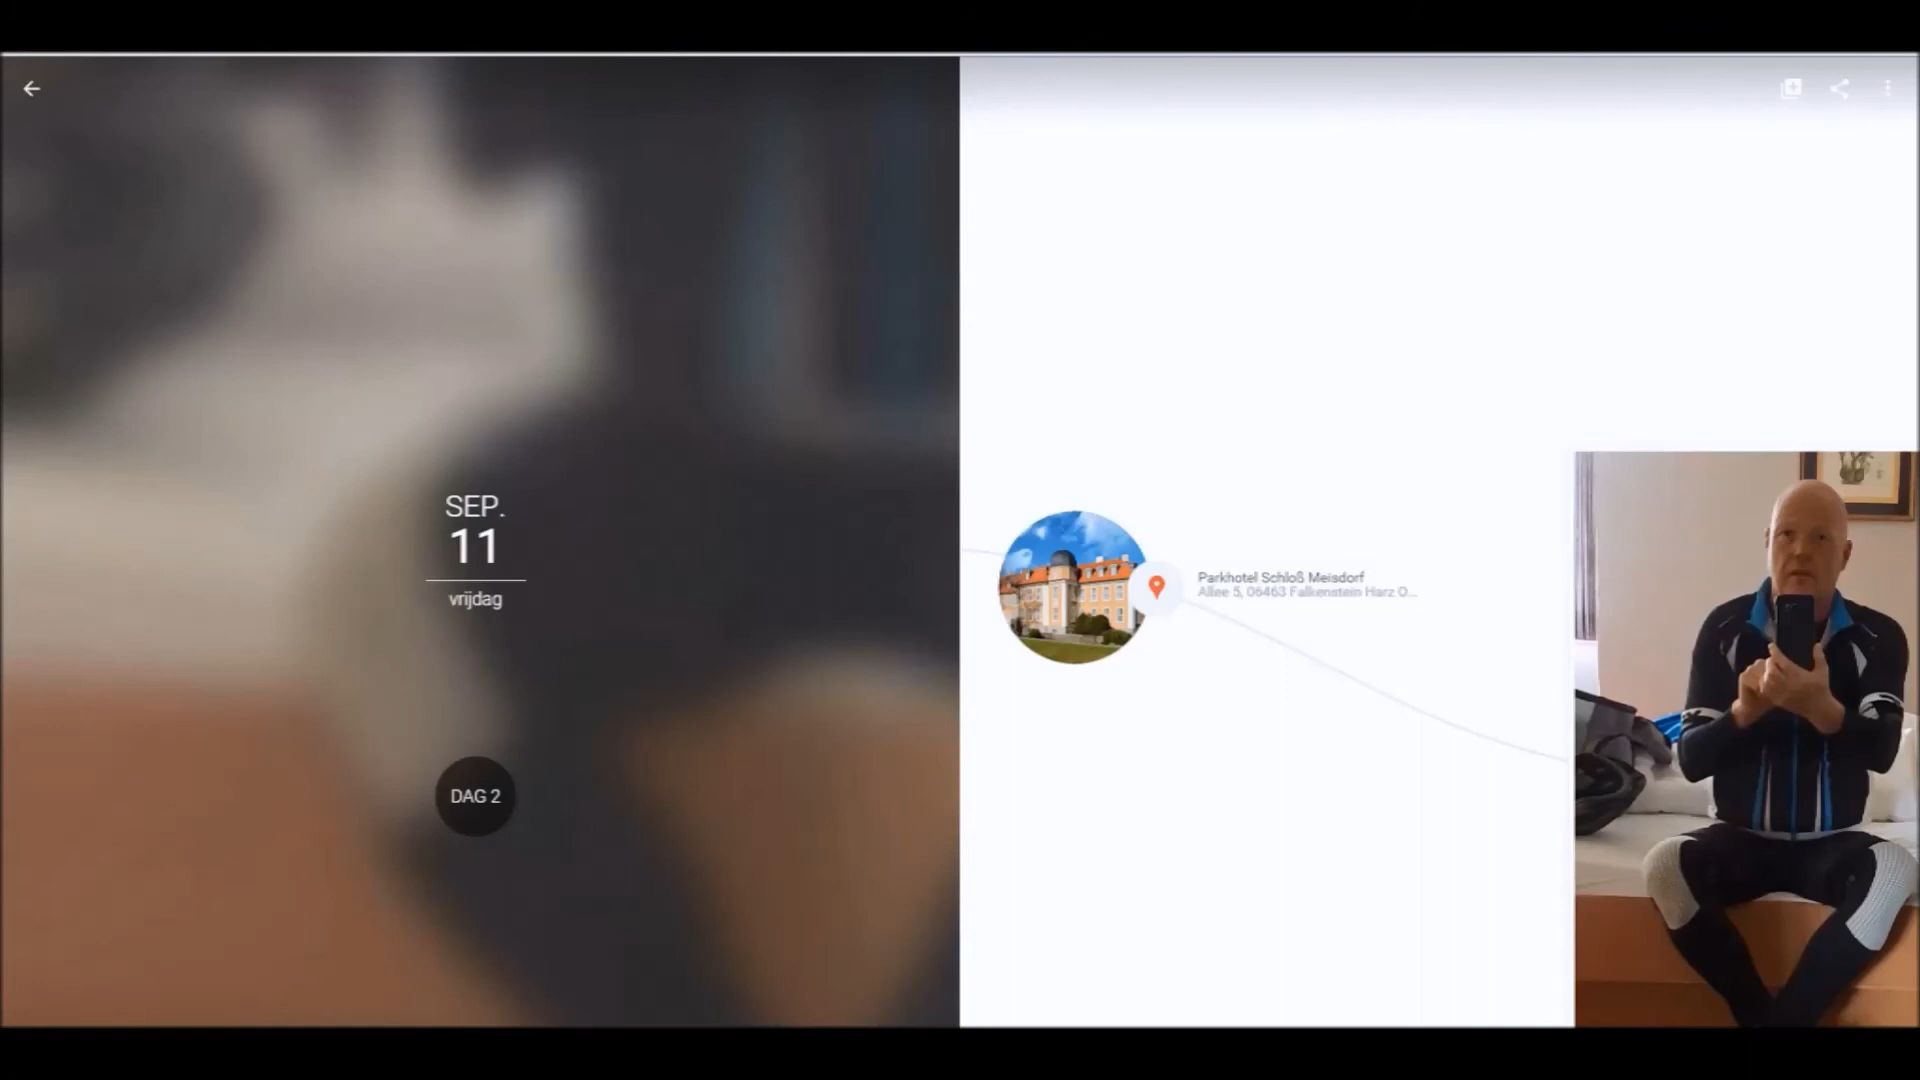 SEP.
11
vrijdag
DAG 2
Parkhotel Schloß Meisdorf
Allee 5, 06463 Falkenstein Harz O...